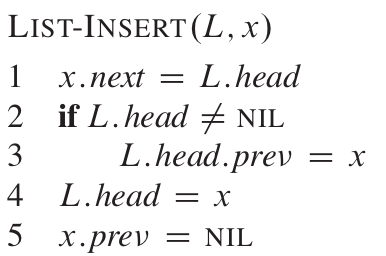 LIST-INSERT(L, x)
1 x.next = L.head
2 if L.head ≠ NIL
3 L.head.prev = x
4 L.head = x
5 x.prev = NIL